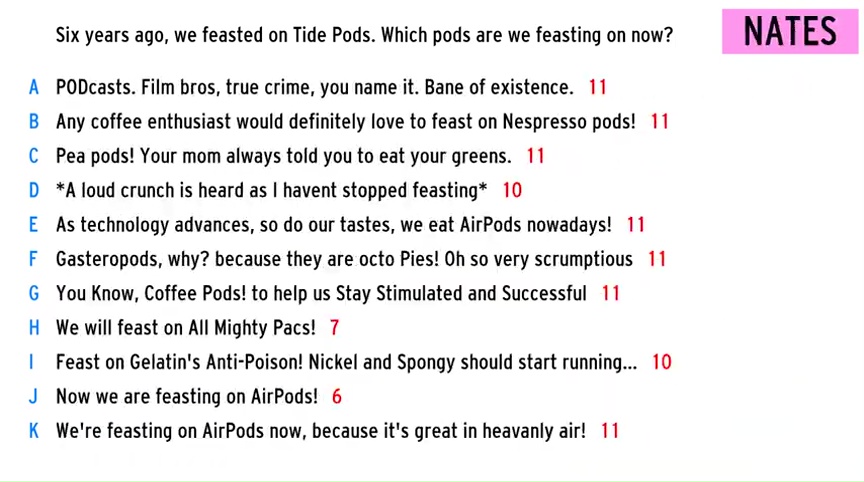 Six years ago, we feasted on Tide Pods. Which pods are we feasting on now?
NATES
A PODcasts. Film bros, true crime, you name it. Bane of existence. 11
B Any coffee enthusiast would definitely love to feast on Nespresso pods! 11
C Pea pods! Your mom always told you to eat your greens. 11
D *A loud crunch is heard as I havent stopped feasting* 10
E As technology advances, so do our tastes, we eat AirPods nowadays! 11
F Gasteropods, why? because they are octo Pies! Oh so very scrumptious 11
G You Know, Coffee Pods! to help us Stay Stimulated and Successful 11
H We will feast on All Mighty Pacs! 7
I Feast on Gelatin's Anti-Poison! Nickel and Spongy should start running... 10
J Now we are feasting on AirPods! 6
K We're feasting on AirPods now, because it's great in heavanly air! 11